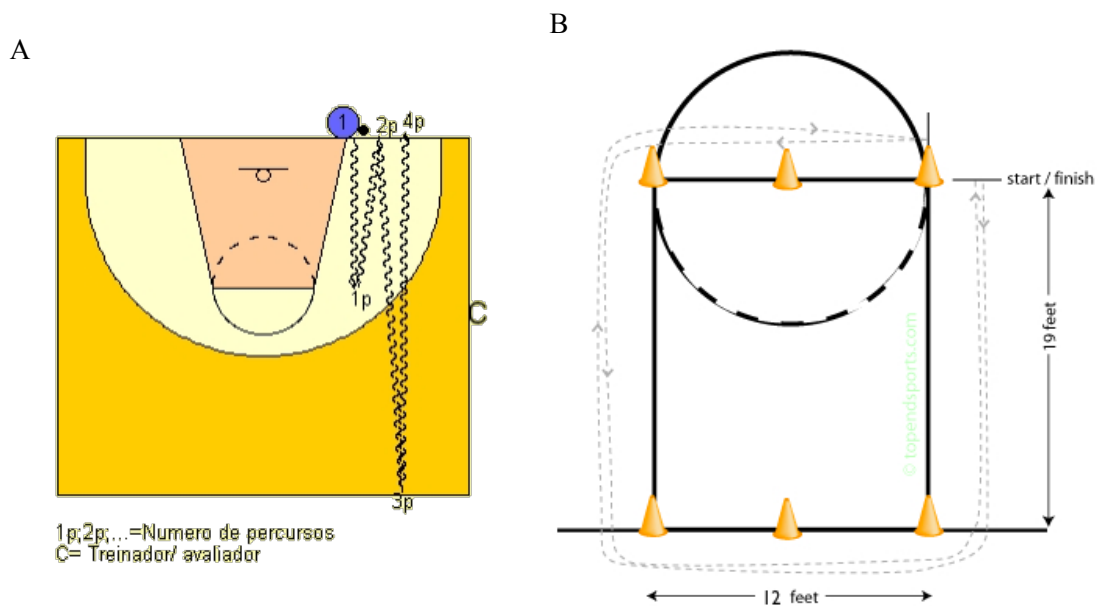 A
1
2p
4p
1p
C
3p
1p;2p;...=Numero de percursos
C= Treinador/ avaliador
B
start / finish
19 feet
© topendsports.com
12 feet